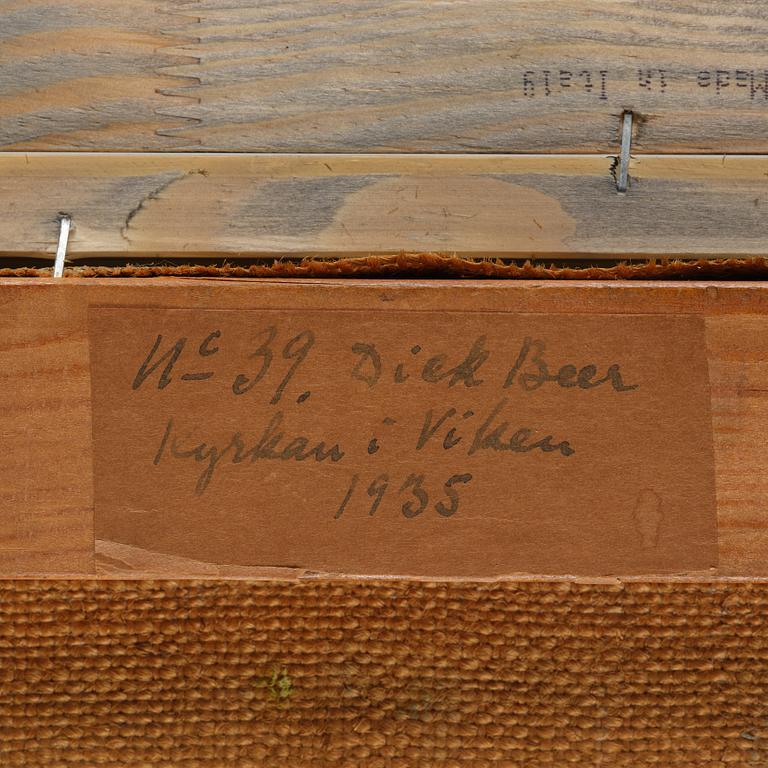 Made in Italy
Nº 39. Dick Beer
Kyrkan i Viken
1935